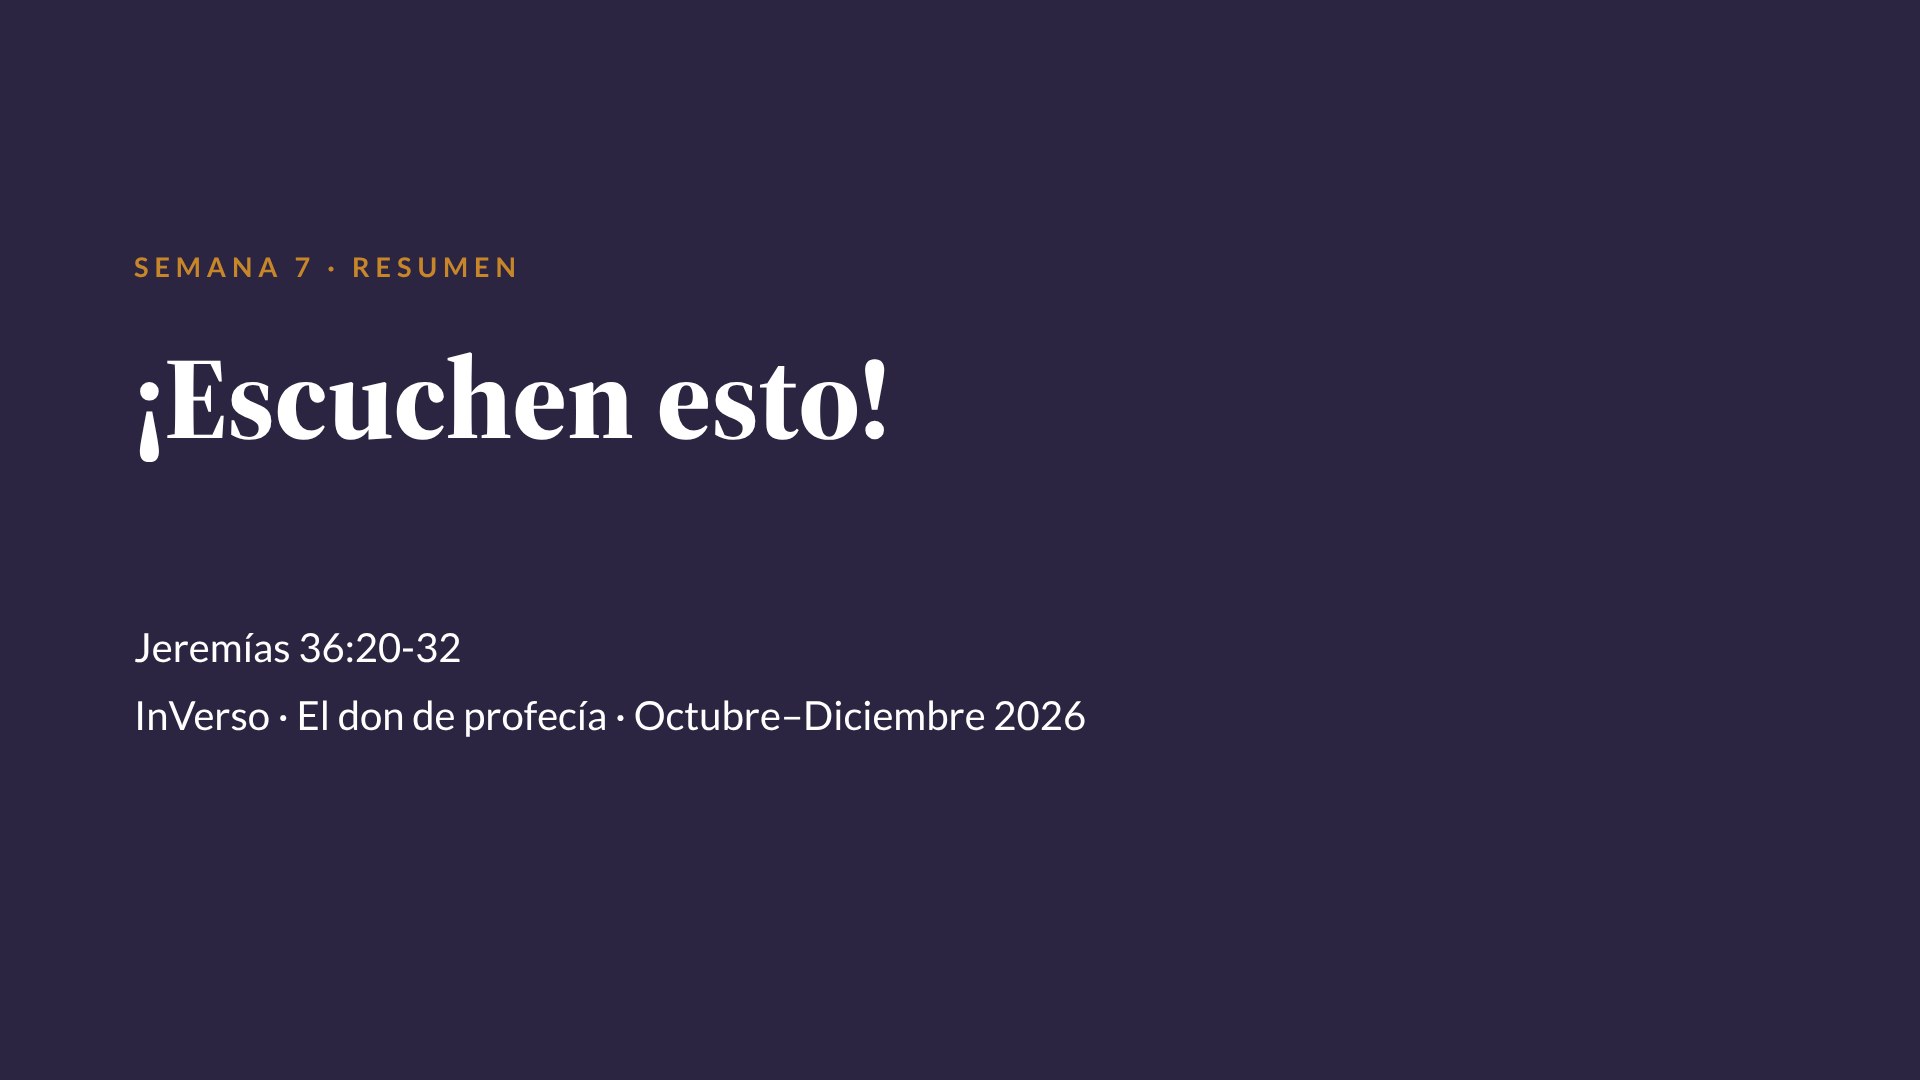 SEMANA 7 · RESUMEN
¡Escuchen esto!
Jeremías 36:20-32
InVerso · El don de profecía · Octubre–Diciembre 2026